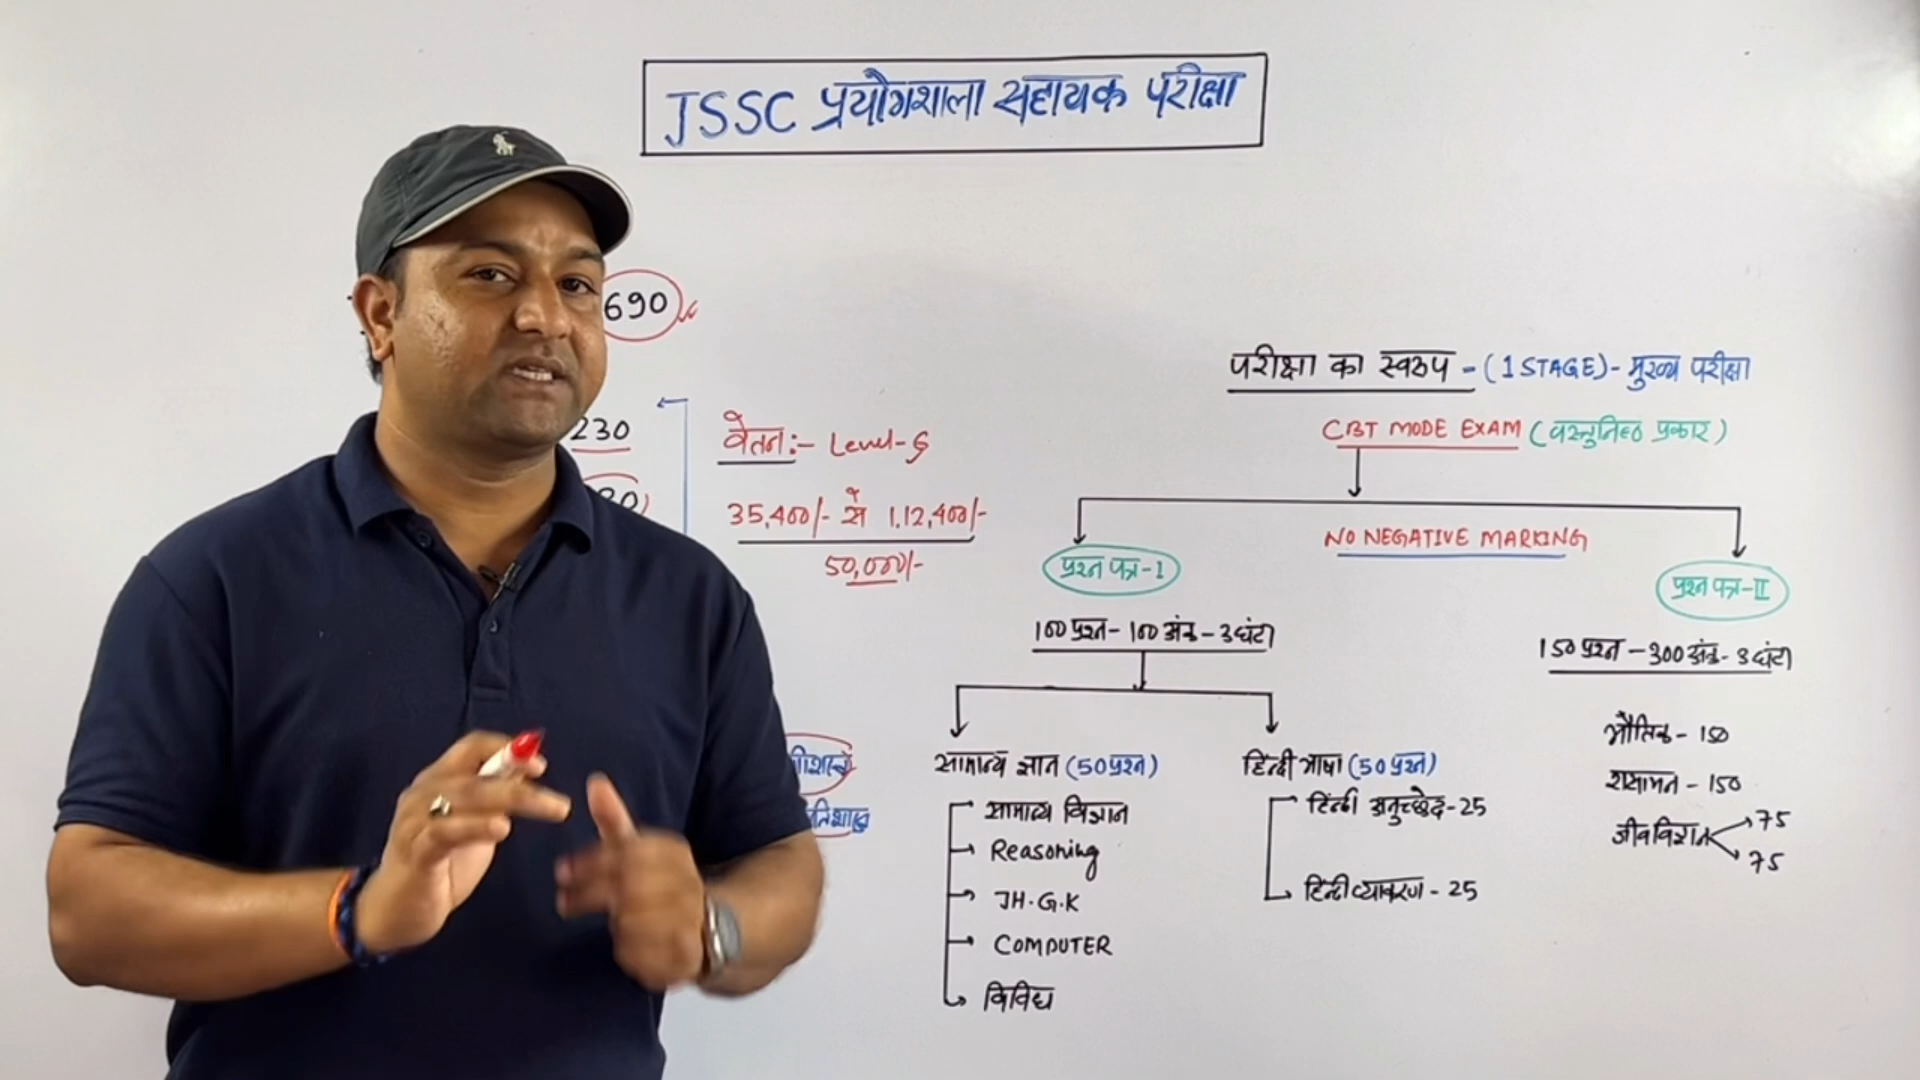 JSSC प्रयोगशाला सहायक परीक्षा
690
230
वेतन:- Level-6
35,400/- से 1,12,400/-
50,000/-
परीक्षा का स्वरुप - (1 STAGE) - मुख्य परीक्षा
CBT MODE EXAM (वस्तुनिष्ठ प्रकार)
NO NEGATIVE MARKING
प्रश्न पत्र-I
100 प्रश्न - 100 अंक - 3 घंटा
सामान्य ज्ञान (50 प्रश्न)
सामान्य विज्ञान
Reasoning
JH.G.K
COMPUTER
विविध
हिन्दी भाषा (50 प्रश्न)
हिन्दी अनुच्छेद-25
हिन्दी व्याकरण - 25
प्रश्न पत्र-II
150 प्रश्न - 300 अंक - 3 घंटा
भौतिक - 150
रसायन - 150
जीव विज्ञान 75
75